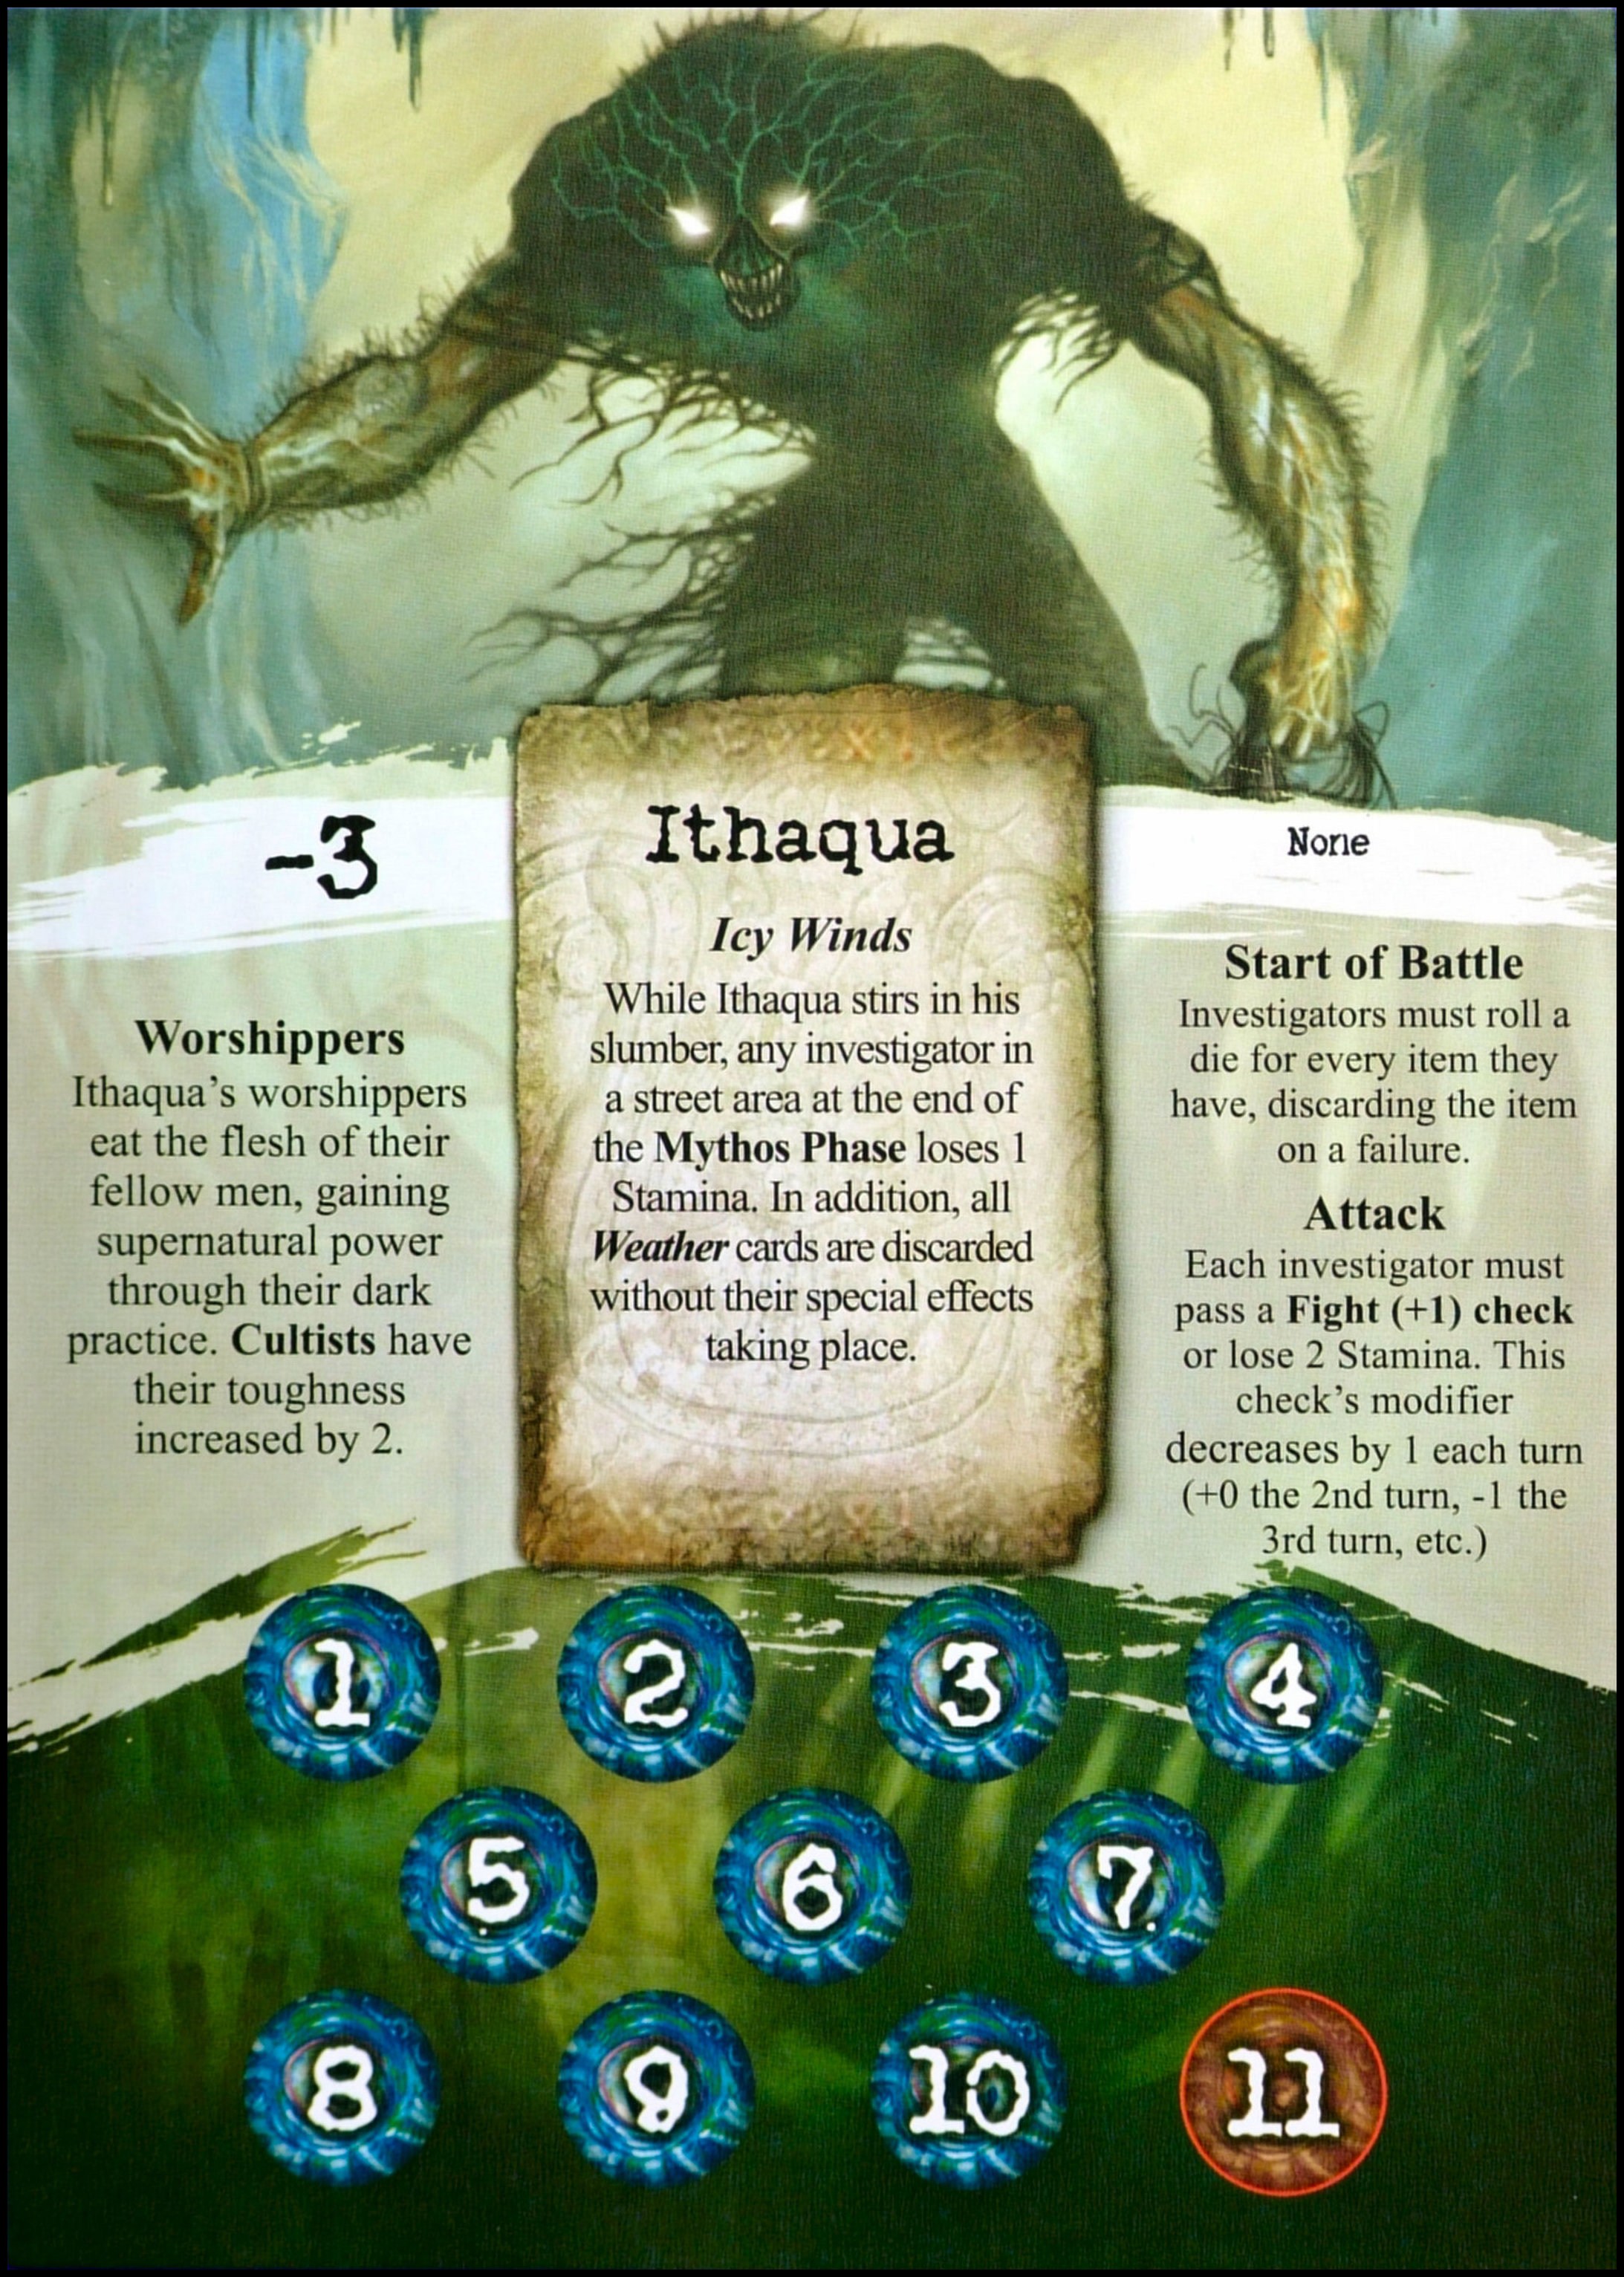 -3
Worshippers
Ithaqua's worshippers
eat the flesh of their
fellow men, gaining
supernatural power
through their dark
practice. Cultists have
their toughness
increased by 2.
Ithaqua
Icy Winds
While Ithaqua stirs in his
slumber, any investigator in
a street area at the end of
the Mythos Phase loses 1
Stamina. In addition, all
Weather cards are discarded
without their special effects
taking place.
None
Start of Battle
Investigators must roll a
die for every item they
have, discarding the item
on a failure.
Attack
Each investigator must
pass a Fight (+1) check
or lose 2 Stamina. This
check's modifier
decreases by 1 each turn
(+0 the 2nd turn, -1 the
3rd turn, etc.)
1 2 3 4
5 6 7
8 9 10 11